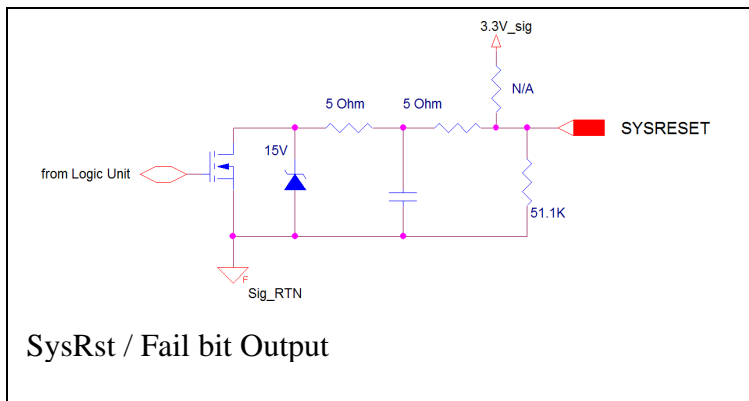 3.3V_sig
N/A
5 Ohm
5 Ohm
SYSRESET
15V
from Logic Unit
51.1K
F
Sig_RTN
SysRst / Fail bit Output